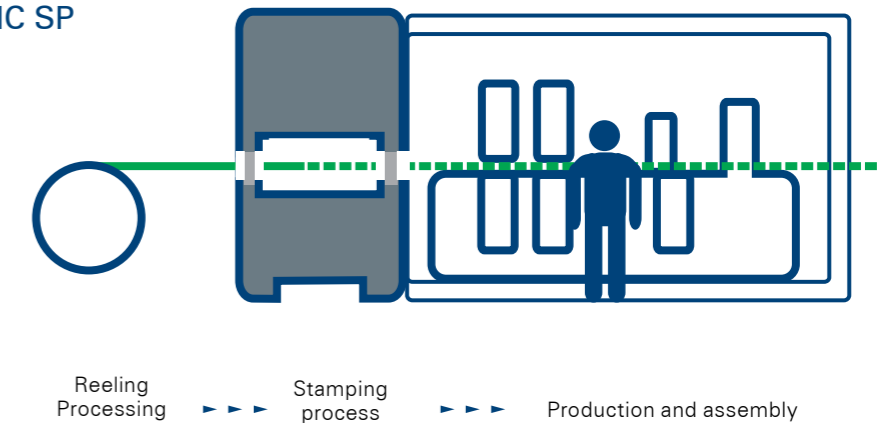 IC SP
Reeling
Processing
Stamping
process
Production and assembly